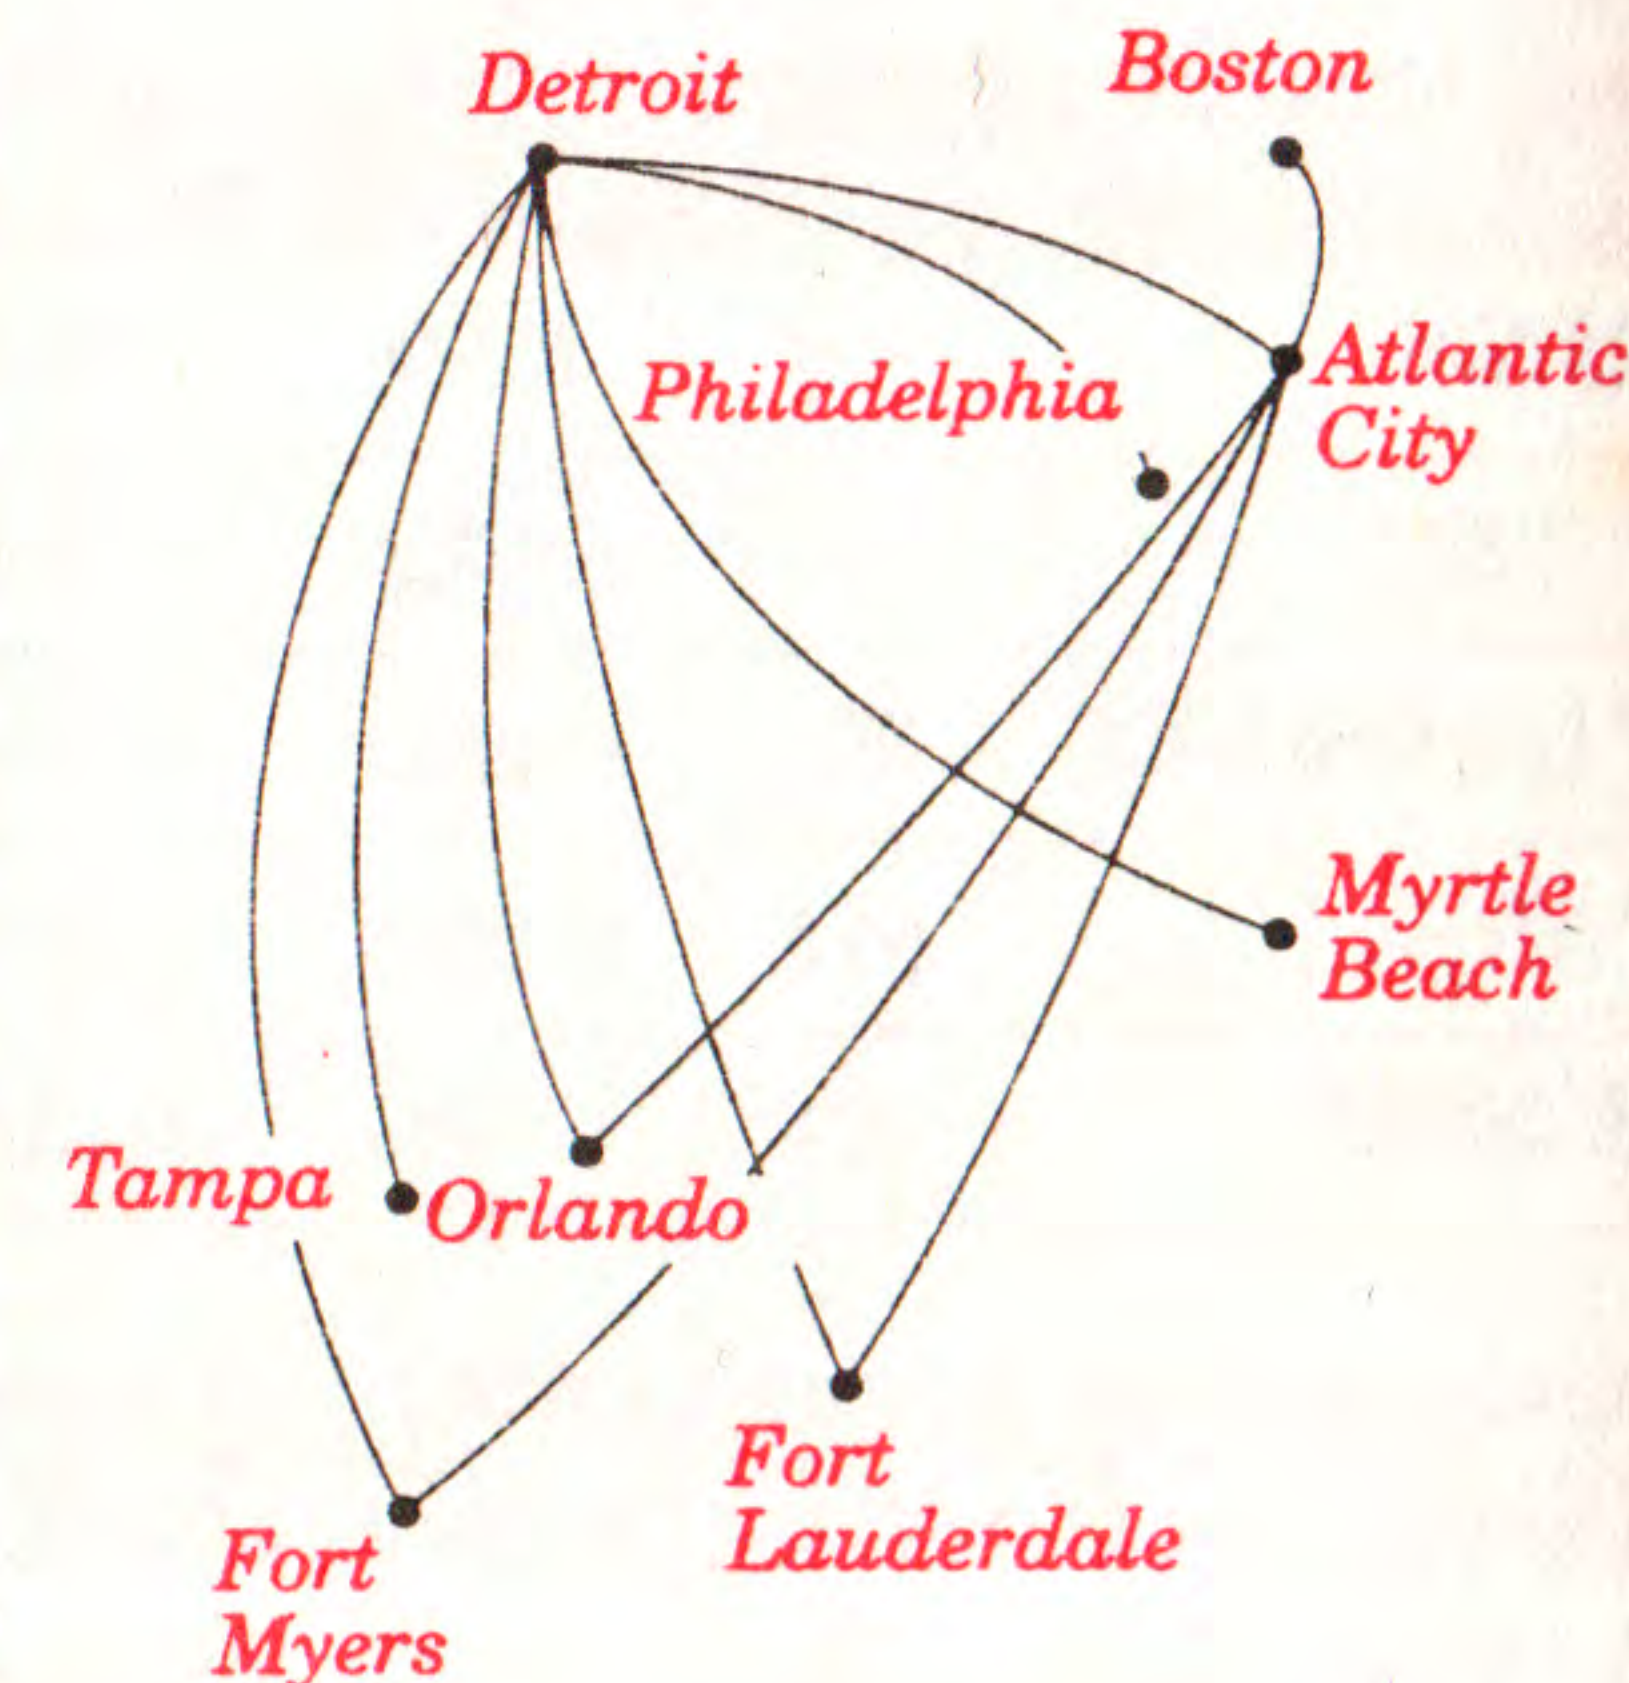 Detroit
Boston
Philadelphia
Atlantic
City
Myrtle
Beach
Tampa
Orlando
Fort
Lauderdale
Fort
Myers